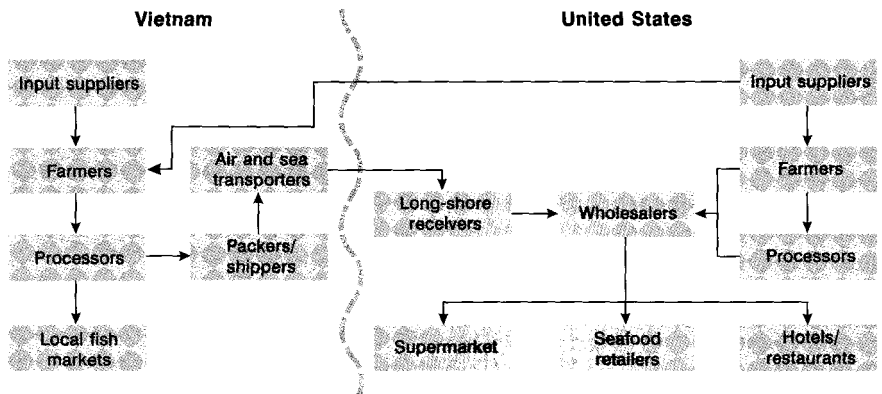 Vietnam
United States
Input suppliers
Input suppliers
Farmers
Air and sea
transporters
Farmers
Long-shore
receivers
Wholesalers
Processors
Packers/
shippers
Processors
Local fish
markets
Supermarket
Seafood
retailers
Hotels/
restaurants